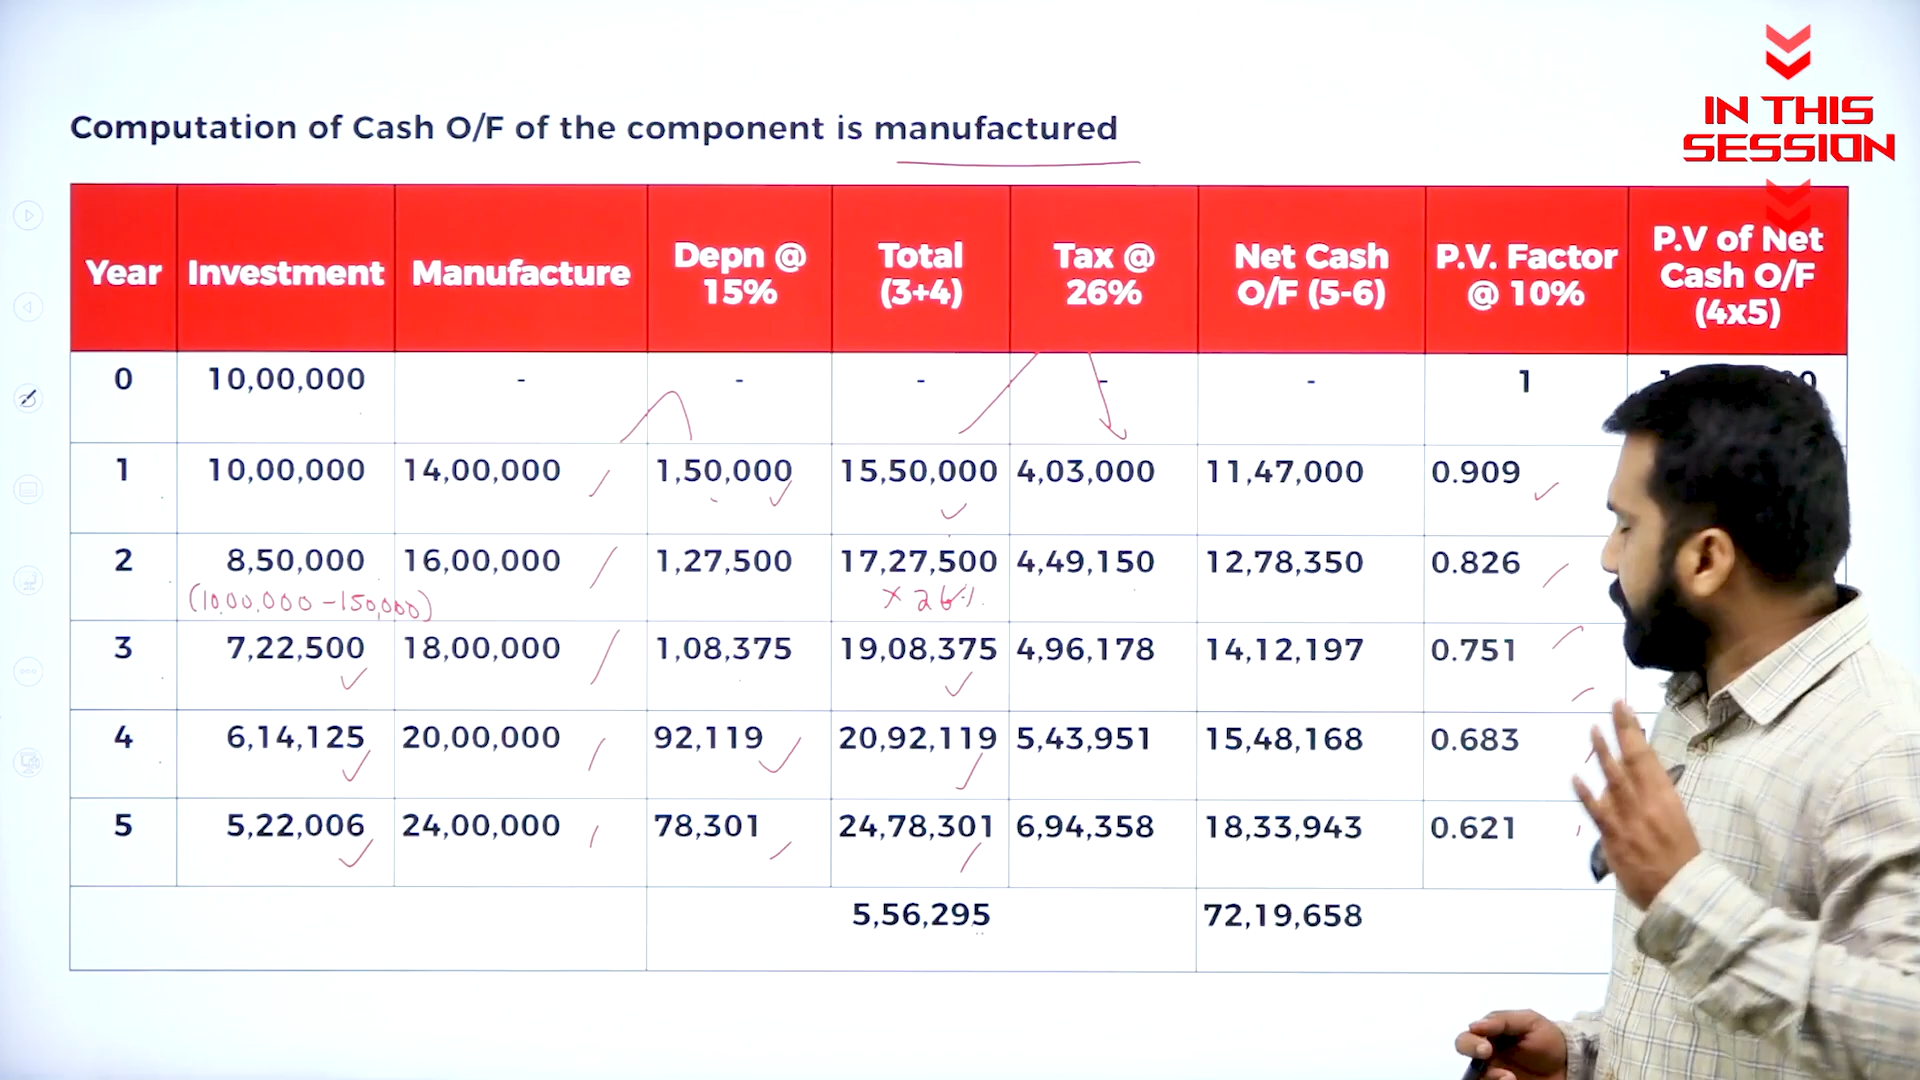 IN THIS
SESSION
Computation of Cash O/F of the component is manufactured
Year Investment Manufacture Depn @ 15% Total (3+4) Tax @ 26% Net Cash O/F (5-6) P.V. Factor @ 10% P.V of Net Cash O/F (4x5)
0 10,00,000 - - - - - 1
1 10,00,000 14,00,000 1,50,000 15,50,000 4,03,000 11,47,000 0.909
2 8,50,000 16,00,000 1,27,500 17,27,500 4,49,150 12,78,350 0.826
(10,00,000 - 150,000) × 26%
3 7,22,500 18,00,000 1,08,375 19,08,375 4,96,178 14,12,197 0.751
4 6,14,125 20,00,000 92,119 20,92,119 5,43,951 15,48,168 0.683
5 5,22,006 24,00,000 78,301 24,78,301 6,94,358 18,33,943 0.621
5,56,295 72,19,658